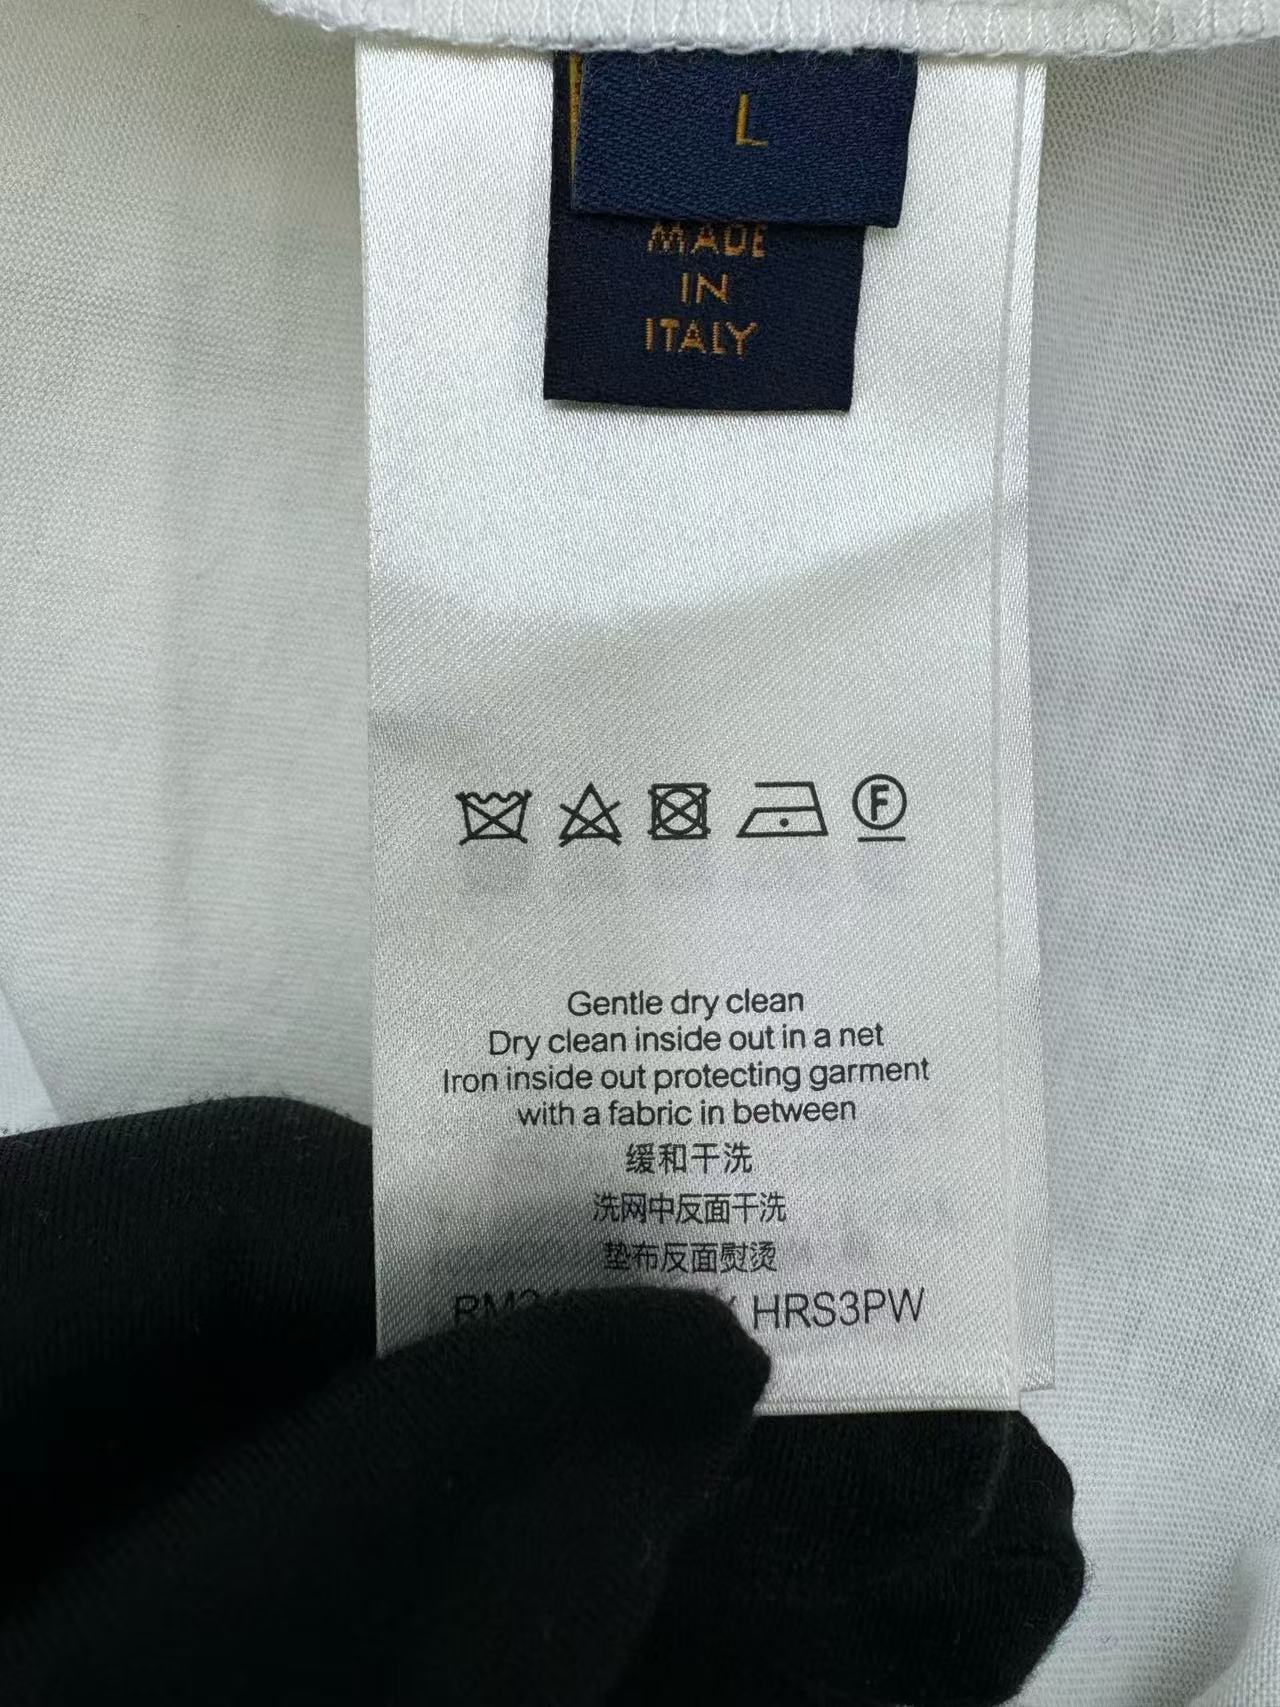 L
MADE
IN
ITALY
F
Gentle dry clean
Dry clean inside out in a net
Iron inside out protecting garment
with a fabric in between
缓和干洗
洗网中反面干洗
垫布反面熨烫
HRS3PW